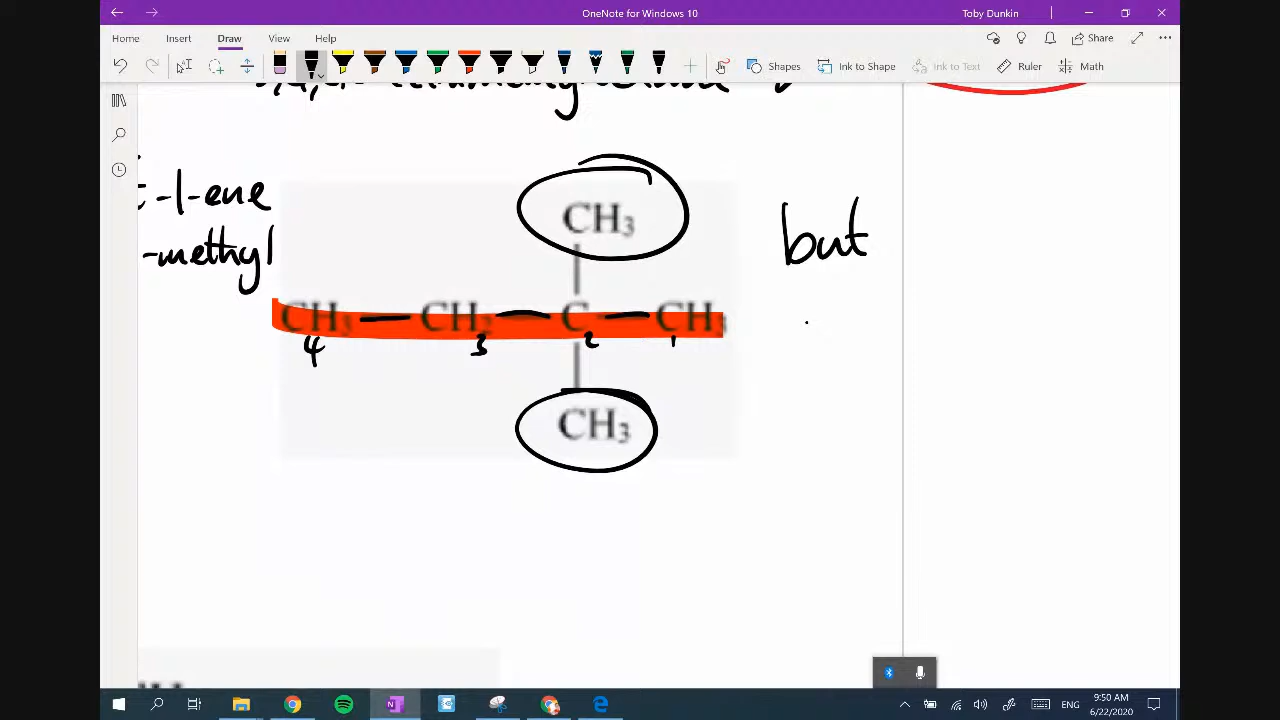 OneNote for Windows 10
Toby Dunkin
Home Insert Draw View Help
Share
Shapes Ink to Shape Ink to Text Ruler Math
-1-ene
-methyl
CH3
but
CH3 CH2 C CH3
4 3 2 1
CH3
ENG
9:50 AM
6/22/2020